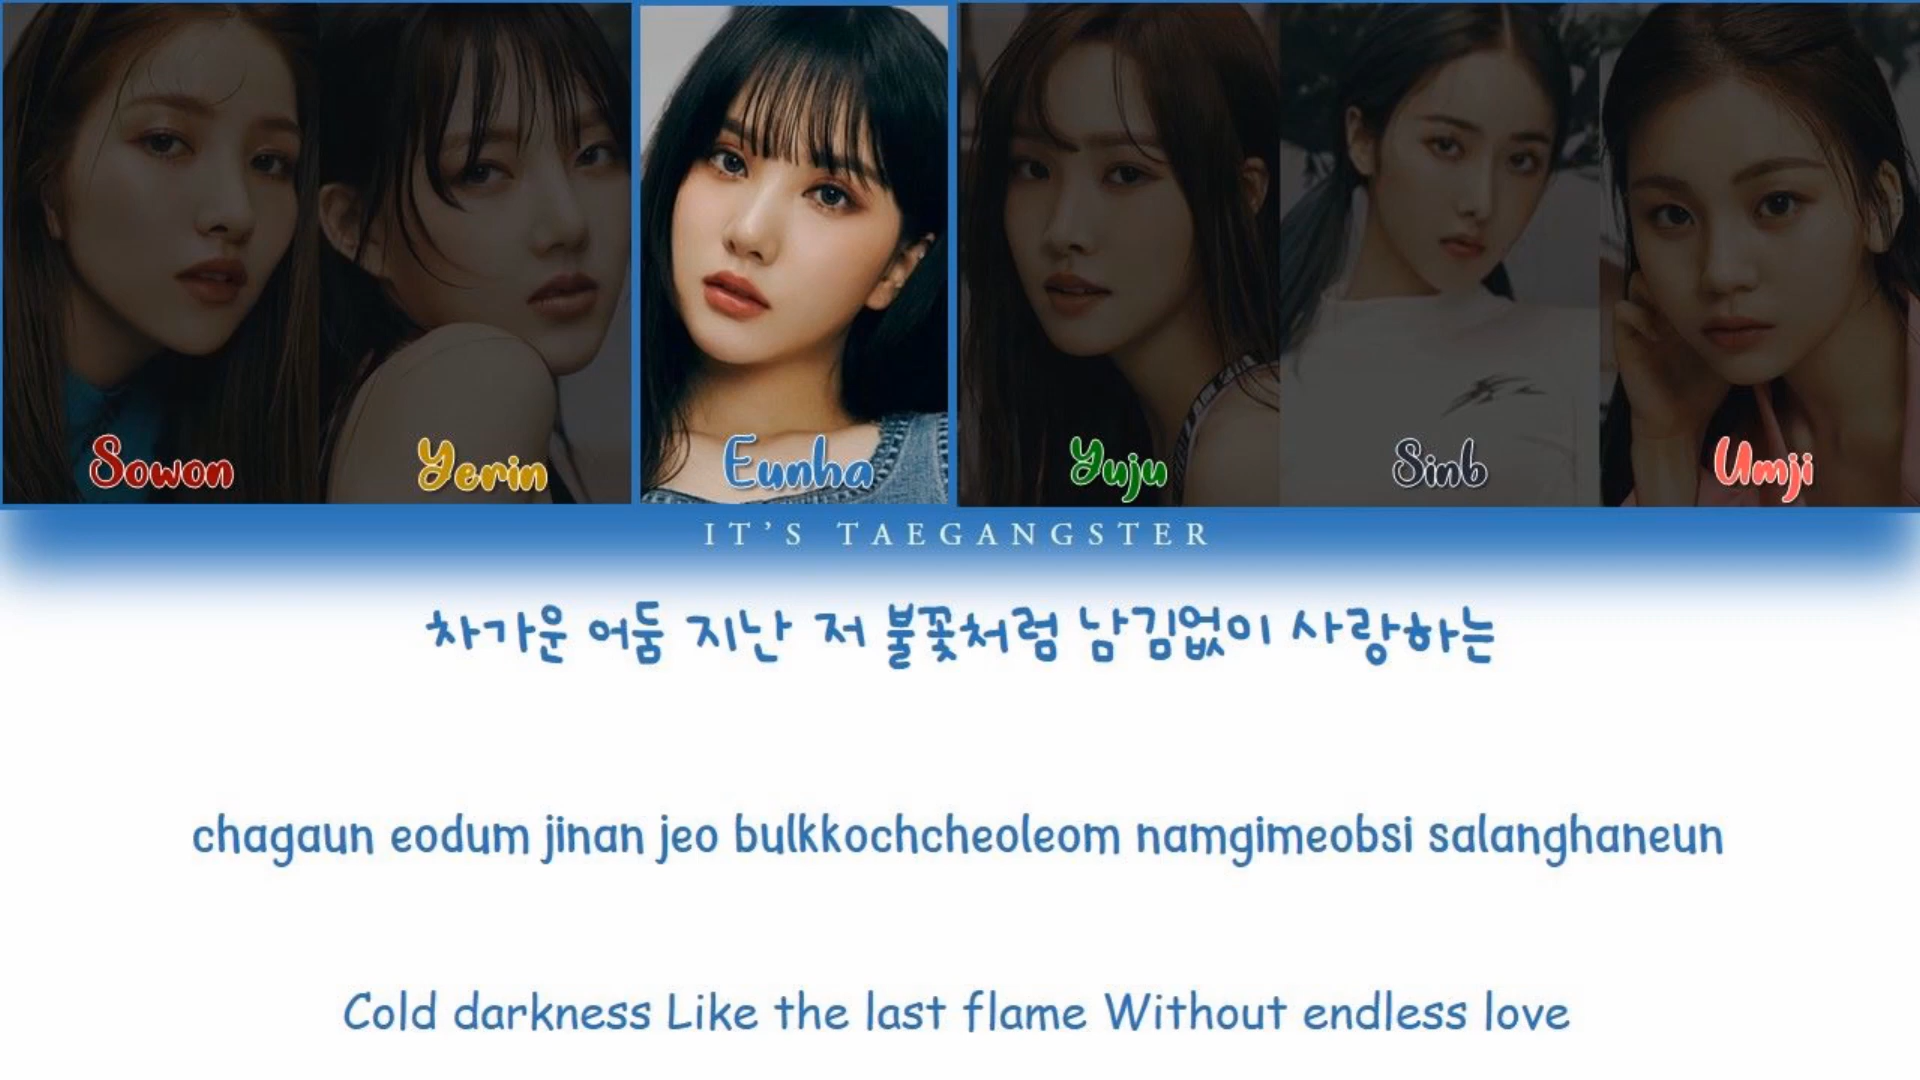 Sowon Yerin Eunha Yuju Sinb Umji
IT'S TAEGANGSTER
차가운 어둠 지난 저 불꽃처럼 남김없이 사랑하는
chagaun eodum jinan jeo bulkkochcheoleom namgimeobsi salanghaneun
Cold darkness Like the last flame Without endless love